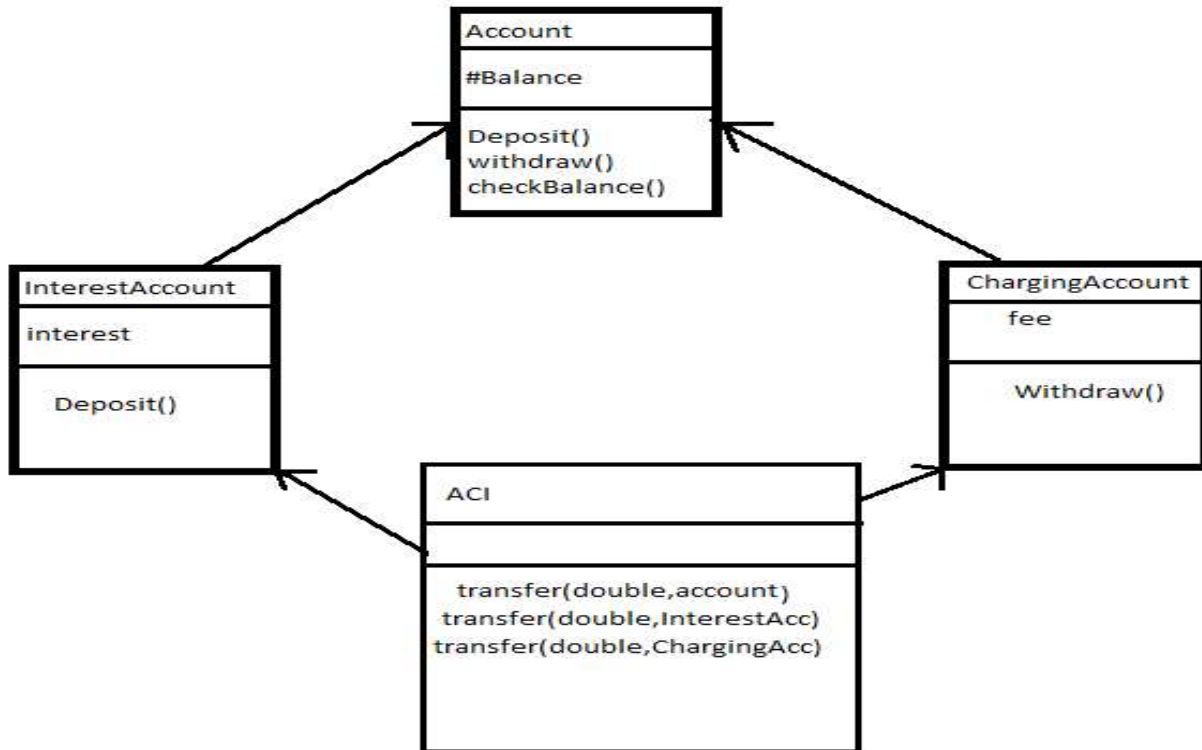 Account
#Balance
Deposit()
withdraw()
checkBalance()
InterestAccount
interest
Deposit()
ChargingAccount
fee
Withdraw()
ACI
transfer(double,account)
transfer(double,InterestAcc)
transfer(double,ChargingAcc)